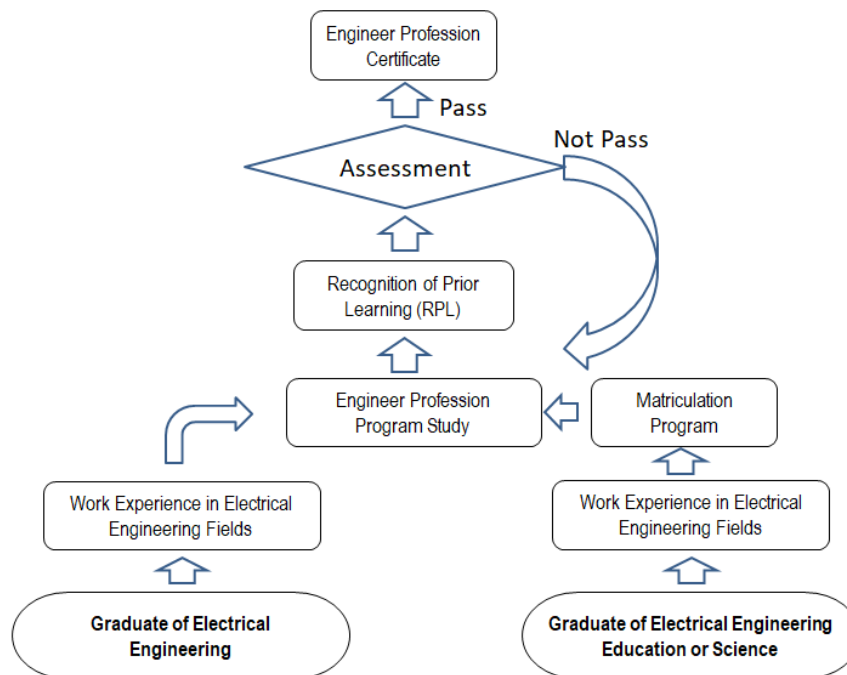 Engineer Profession
Certificate
Pass
Not Pass
Assessment
Recognition of Prior
Learning (RPL)
Engineer Profession
Program Study
Matriculation
Program
Work Experience in Electrical
Engineering Fields
Work Experience in Electrical
Engineering Fields
Graduate of Electrical
Engineering
Graduate of Electrical Engineering
Education or Science